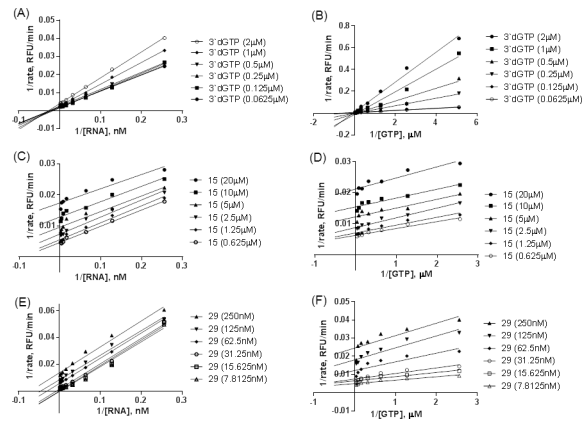 (A)
1/rate, RFU/min
0.05
0.04
0.03
0.02
0.01
-0.1
0.1
0.2
0.3
-0.01
1/[RNA], nM
3`dGTP (2μM)
3`dGTP (1μM)
3`dGTP (0.5μM)
3`dGTP (0.25μM)
3`dGTP (0.125μM)
3`dGTP (0.0625μM)
(B)
1/rate, RFU/min
0.8
0.6
0.4
0.2
-2
2
4
6
0.2
1/[GTP], μM
3`dGTP (2μM)
3`dGTP (1μM)
3`dGTP (0.5μM)
3`dGTP (0.25μM)
3`dGTP (0.125μM)
3`dGTP (0.0625μM)
(C)
1/rate, RFU/min
0.03
0.02
0.01
-0.1
0.1
0.2
0.3
1/[RNA], nM
15 (20μM)
15 (10μM)
15 (5μM)
15 (2.5μM)
15 (1.25μM)
15 (0.625μM)
(D)
1/rate, RFU/min
0.03
0.02
0.01
-1
1
2
3
1/[GTP], μM
15 (20μM)
15 (10μM)
15 (5μM)
15 (2.5μM)
15 (1.25μM)
15 (0.625μM)
(E)
1/rate, RFU/min
0.06
0.04
0.02
-0.1
0.1
0.2
0.3
1/[RNA], nM
29 (250nM)
29 (125nM)
29 (62.5nM)
29 (31.25nM)
29 (15.625nM)
29 (7.8125nM)
(F)
1/rate, RFU/min
0.05
0.04
0.03
0.02
0.01
-1
1
2
3
0.01
1/[GTP], μM
29 (250nM)
29 (125nM)
29 (62.5nM)
29 (31.25nM)
29 (15.625nM)
29 (7.8125nM)